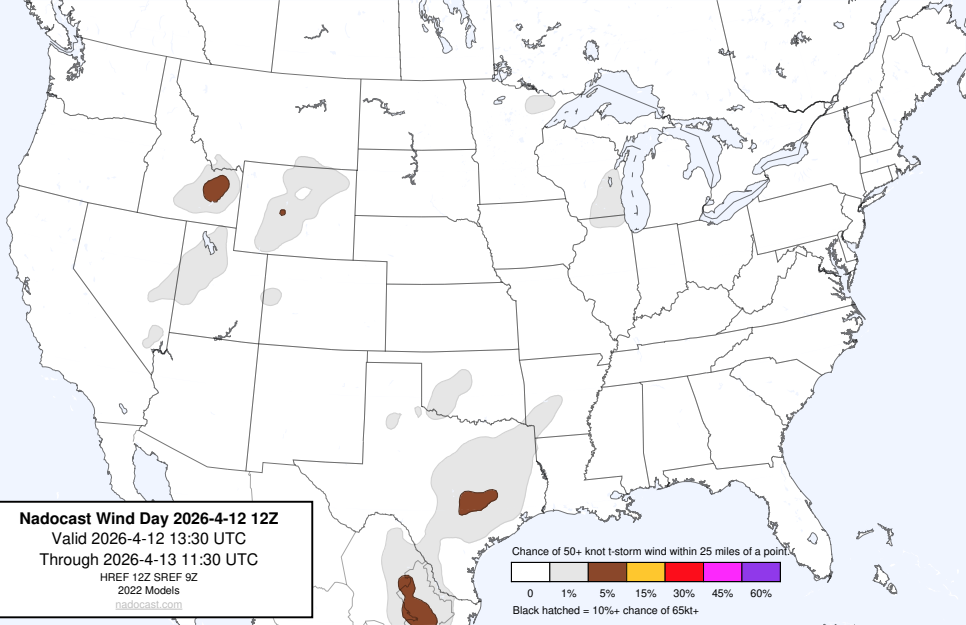 Nadocast Wind Day 2026-4-12 12Z
Valid 2026-4-12 13:30 UTC
Through 2026-4-13 11:30 UTC
HREF 12Z SREF 9Z
2022 Models
nadocast.com
Chance of 50+ knot t-storm wind within 25 miles of a point.
0 1% 5% 15% 30% 45% 60%
Black hatched = 10%+ chance of 65kt+